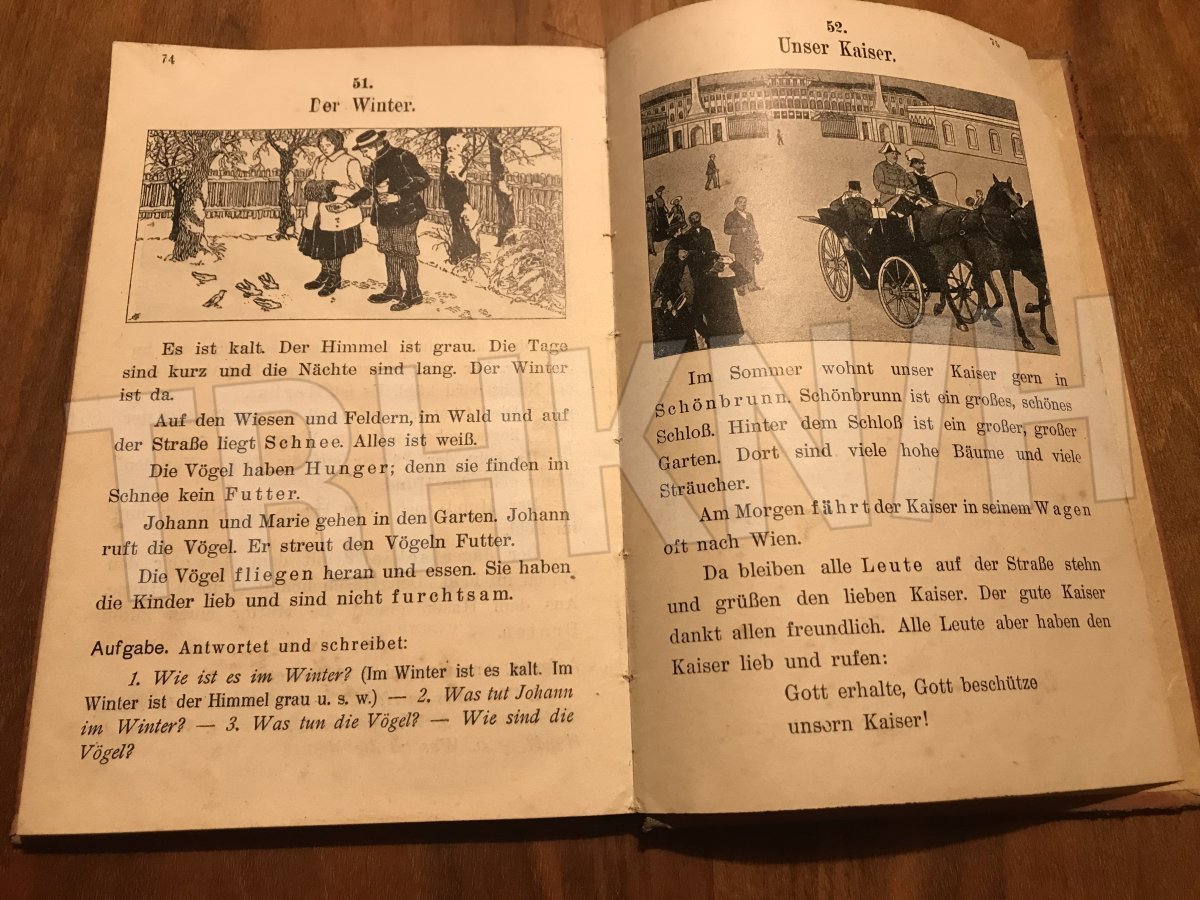 74
51.
Der Winter.
Es ist kalt. Der Himmel ist grau. Die Tage
sind kurz und die Nächte sind lang. Der Winter
ist da.
Auf den Wiesen und Feldern, im Wald und auf
der Straße liegt Schnee. Alles ist weiß.
Die Vögel haben Hunger; denn sie finden im
Schnee kein Futter.
Johann und Marie gehen in den Garten. Johann
ruft die Vögel. Er streut den Vögeln Futter.
Die Vögel fliegen heran und essen. Sie haben
die Kinder lieb und sind nicht furchtsam.
Aufgabe. Antwortet und schreibet:
1. Wie ist es im Winter? (Im Winter ist es kalt. Im
Winter ist der Himmel grau u. s. w.) — 2. Was tut Johann
im Winter? — 3. Was tun die Vögel? — Wie sind die
Vögel?
75
52.
Unser Kaiser.
Im Sommer wohnt unser Kaiser gern in
Schönbrunn. Schönbrunn ist ein großes, schönes
Schloß. Hinter dem Schloß ist ein großer, großer
Garten. Dort sind viele hohe Bäume und viele
Sträucher.
Am Morgen fährt der Kaiser in seinem Wagen
oft nach Wien.
Da bleiben alle Leute auf der Straße stehn
und grüßen den lieben Kaiser. Der gute Kaiser
dankt allen freundlich. Alle Leute aber haben den
Kaiser lieb und rufen:
Gott erhalte, Gott beschütze
unsern Kaiser!
TBHKNVH